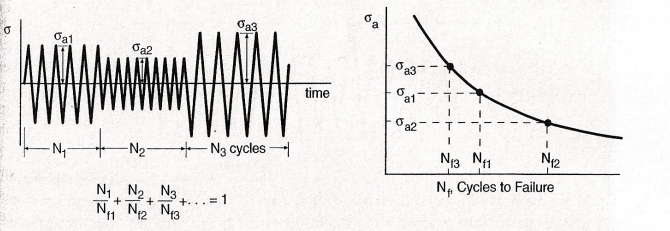 σ
σa1
σa2
σa3
time
N1
N2
N3 cycles
N1/Nf1 + N2/Nf2 + N3/Nf3 + . . . = 1
σa
σa3
σa1
σa2
Nf3 Nf1 Nf2
Nf, Cycles to Failure